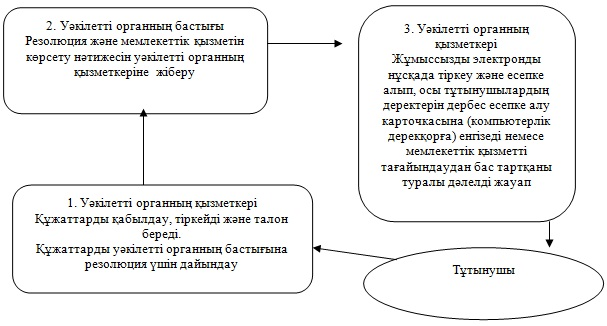 2. Уәкілетті органның бастығы
Резолюция және мемлекеттік қызметін
көрсету нәтижесін уәкілетті органның
қызметкеріне жіберу
3. Уәкілетті органның
қызметкері
Жұмыссызды электронды
нұсқада тіркеу және есепке
алып, осы тұтынушылардың
деректерін дербес есепке алу
карточкасына (компьютерлік
дерекқорға) енгізеді немесе
мемлекеттік қызметті
тағайындаудан бас тартқаны
туралы дәлелді жауап
1. Уәкілетті органның қызметкері
Құжаттарды қабылдау, тіркейді және талон
береді.
Құжаттарды уәкілетті органның бастығына
резолюция үшін дайындау
Тұтынушы